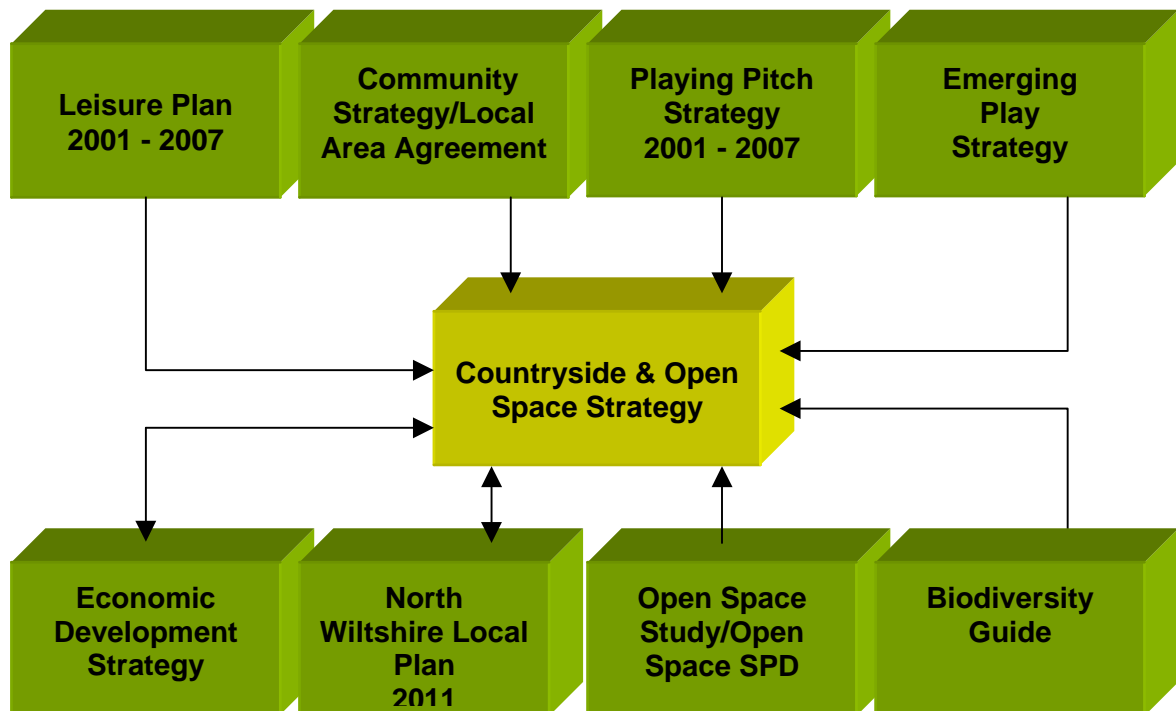 Leisure Plan
2001 - 2007
Community
Strategy/Local
Area Agreement
Playing Pitch
Strategy
2001 - 2007
Emerging
Play
Strategy
Countryside & Open
Space Strategy
Economic
Development
Strategy
North
Wiltshire Local
Plan
2011
Open Space
Study/Open
Space SPD
Biodiversity
Guide